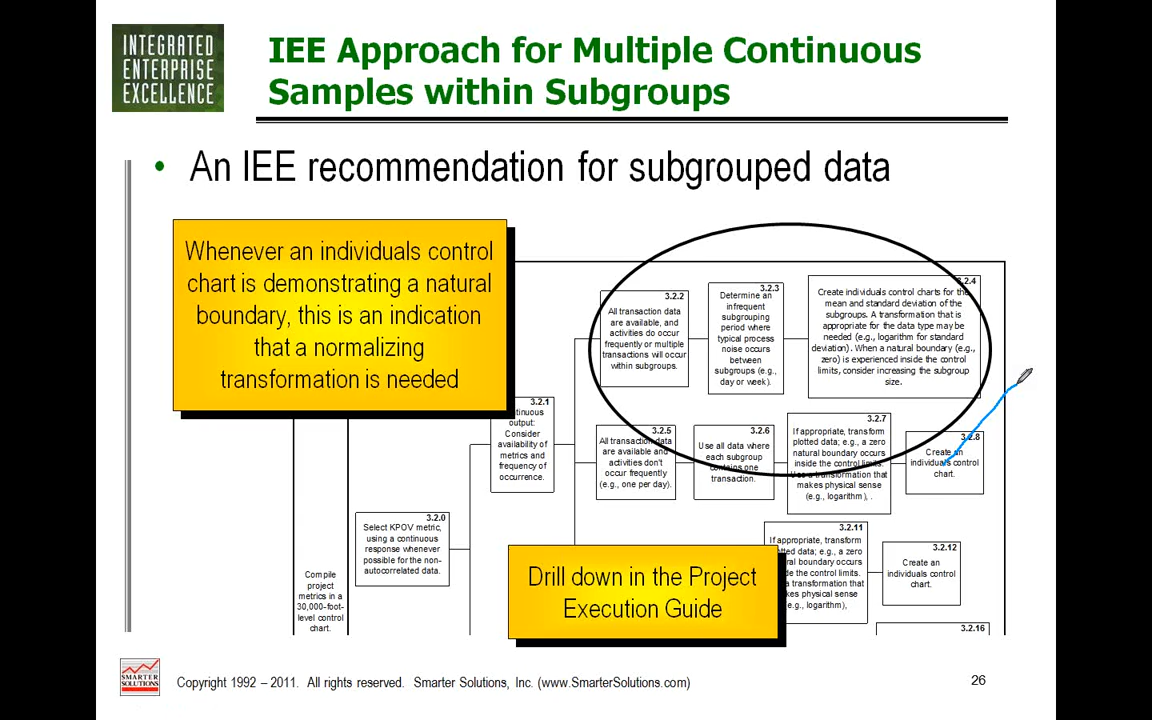 INTEGRATED
ENTERPRISE
EXCELLENCE
IEE Approach for Multiple Continuous
Samples within Subgroups
• An IEE recommendation for subgrouped data
Whenever an individuals control
chart is demonstrating a natural
boundary, this is an indication
that a normalizing
transformation is needed
3.2.2
All transaction data
are available, and
activities do occur
frequently or multiple
transactions will occur
within subgroups.
3.2.3
Determine an
infrequent
subgrouping
period where
typical process
noise occurs
between
subgroups (e.g.,
day or week).
3.2.4
Create individuals control charts for the
mean and standard deviation of the
subgroups. A transformation that is
appropriate for the data type may be
needed (e.g., logarithm for standard
deviation). When a natural boundary (e.g.,
zero) is experienced inside the control
limits, consider increasing the subgroup
size.
3.2.1
tinuous
output:
Consider
availability of
metrics and
frequency of
occurrence.
3.2.5
All transaction data
are available and
activities don't
occur frequently
(e.g., one per day).
3.2.6
Use all data where
each subgroup
contains one
transaction.
3.2.7
If appropriate, transform
plotted data; e.g., a zero
natural boundary occurs
inside the control limits.
Use a transformation that
makes physical sense
(e.g., logarithm), .
3.2.8
Create an
individuals control
chart.
3.2.0
Select KPOV metric,
using a continuous
response whenever
possible for the non-
autocorrelated data.
3.2.11
If appropriate, transform
tted data; e.g., a zero
ral boundary occurs
de the control limits.
a transformation that
kes physical sense
e.g., logarithm),
3.2.12
Create an
individuals control
chart.
3.2.16
Compile
project
metrics in a
30,000-foot-
level control
chart.
Drill down in the Project
Execution Guide
SMARTER
SOLUTIONS
Copyright 1992 – 2011. All rights reserved. Smarter Solutions, Inc. (www.SmarterSolutions.com)
26